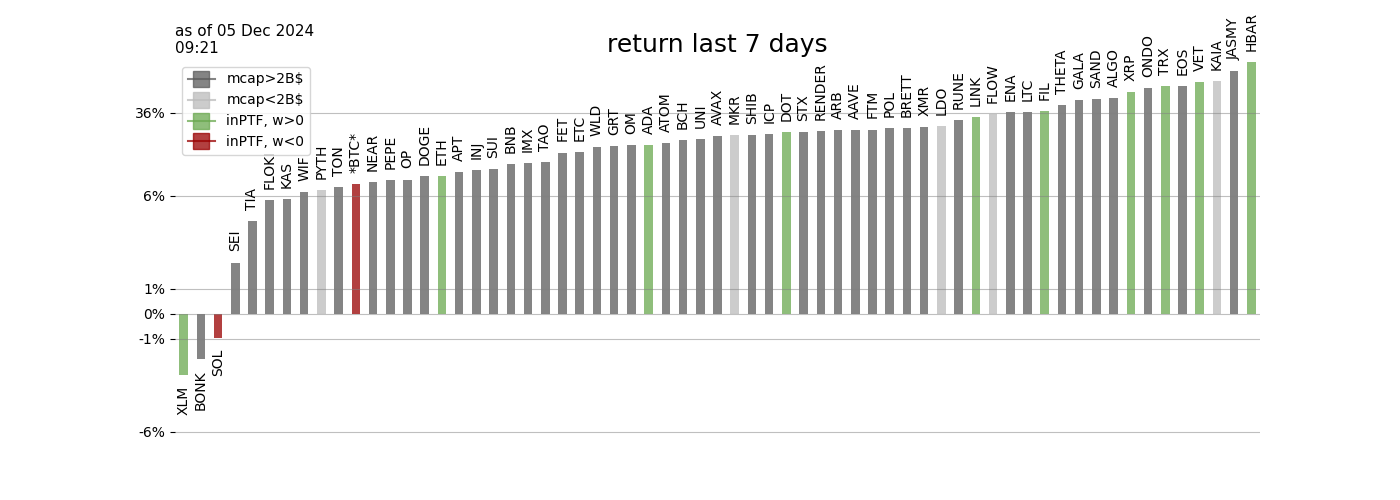 as of 05 Dec 2024
09:21
return last 7 days
mcap>2B$
mcap<2B$
inPTF, w>0
inPTF, w<0
36%
6%
1%
0%
-1%
-6%
XLM
BONK
SOL
SEI
TIA
FLOKI
KAS
WIF
PYTH
TON
*BTC*
NEAR
PEPE
OP
DOGE
ETH
APT
INJ
SUI
BNB
IMX
TAO
FET
ETC
WLD
GRT
OM
ADA
ATOM
BCH
UNI
AVAX
MKR
SHIB
ICP
DOT
STX
RENDER
ARB
AAVE
FTM
POL
BRETT
XMR
LDO
RUNE
LINK
FLOW
ENA
LTC
FIL
THETA
GALA
SAND
ALGO
XRP
ONDO
TRX
EOS
VET
KAIA
JASMY
HBAR